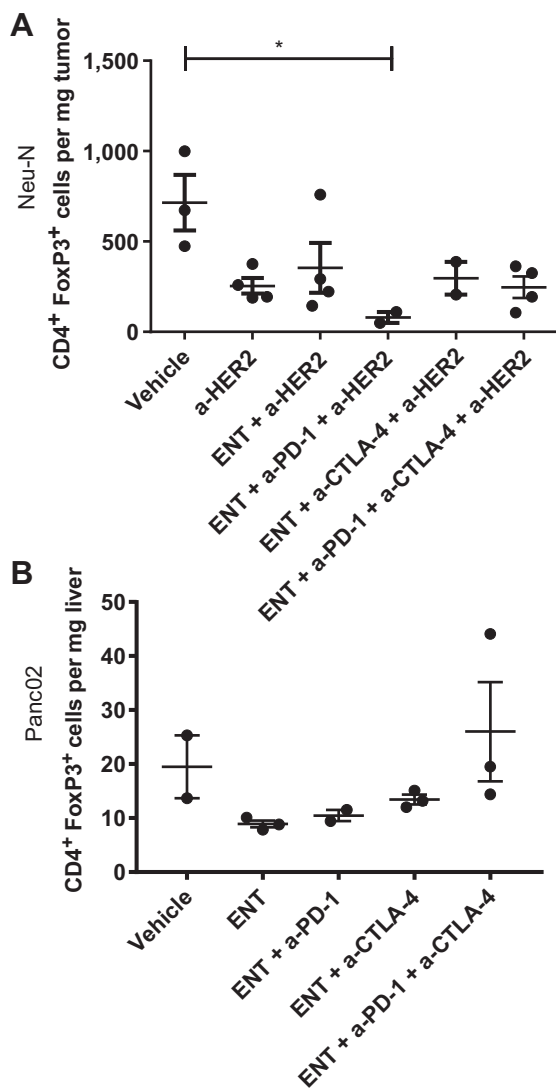 A
Neu-N
CD4+ FoxP3+ cells per mg tumor
1,500
1,000
500
0
*
Vehicle
a-HER2
ENT + a-HER2
ENT + a-PD-1 + a-HER2
ENT + a-CTLA-4 + a-HER2
ENT + a-PD-1 + a-CTLA-4 + a-HER2
B
Panc02
CD4+ FoxP3+ cells per mg liver
50
40
30
20
10
0
Vehicle
ENT
ENT + a-PD-1
ENT + a-CTLA-4
ENT + a-PD-1 + a-CTLA-4